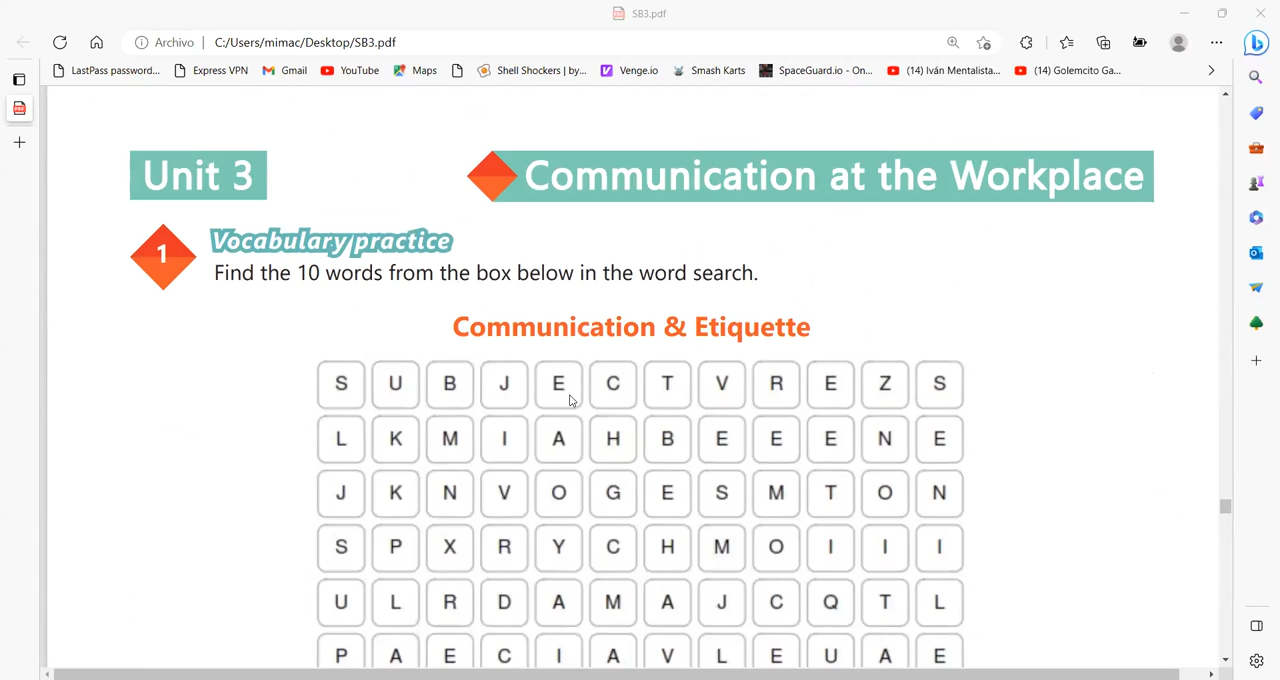 SB3.pdf
Archivo | C:/Users/mimac/Desktop/SB3.pdf
LastPass password... Express VPN Gmail YouTube Maps Shell Shockers | by... Venge.io Smash Karts SpaceGuard.io - On... (14) Iván Mentalista... (14) Golemcito Ga...
Unit 3 Communication at the Workplace
1 Vocabulary practice
Find the 10 words from the box below in the word search.
Communication & Etiquette
S U B J E C T V R E Z S
L K M I A H B E E E N E
J K N V O G E S M T O N
S P X R Y C H M O I I I
U L R D A M A J C Q T L
P A E C I A V L E U A E